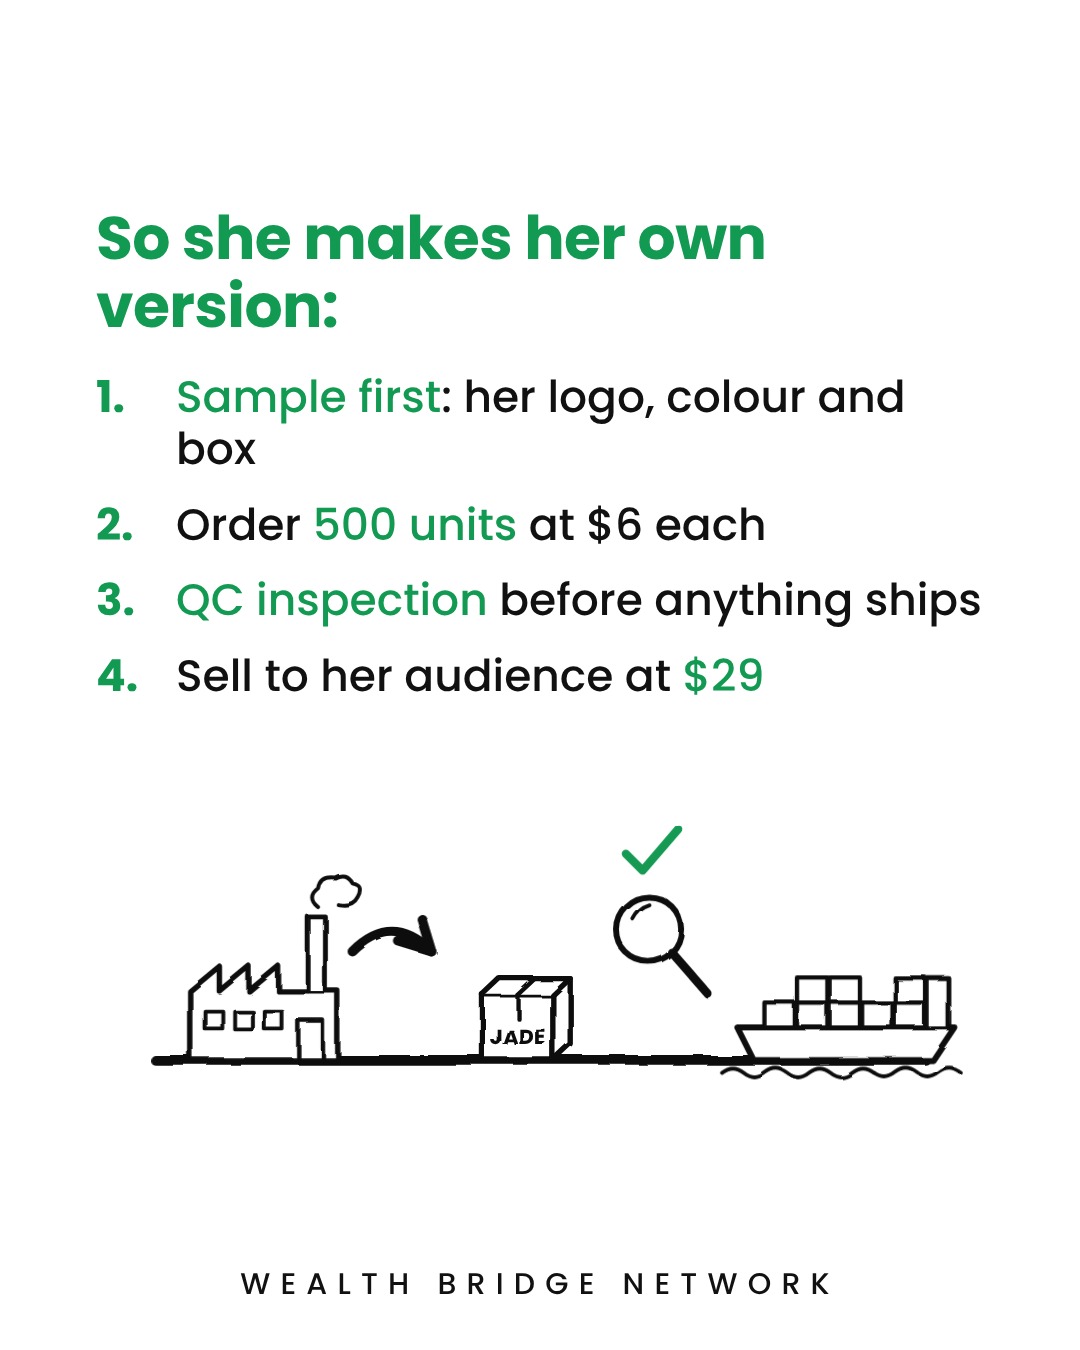 So she makes her own
version:
1. Sample first: her logo, colour and
box
2. Order 500 units at $6 each
3. QC inspection before anything ships
4. Sell to her audience at $29
JADE
WEALTH BRIDGE NETWORK